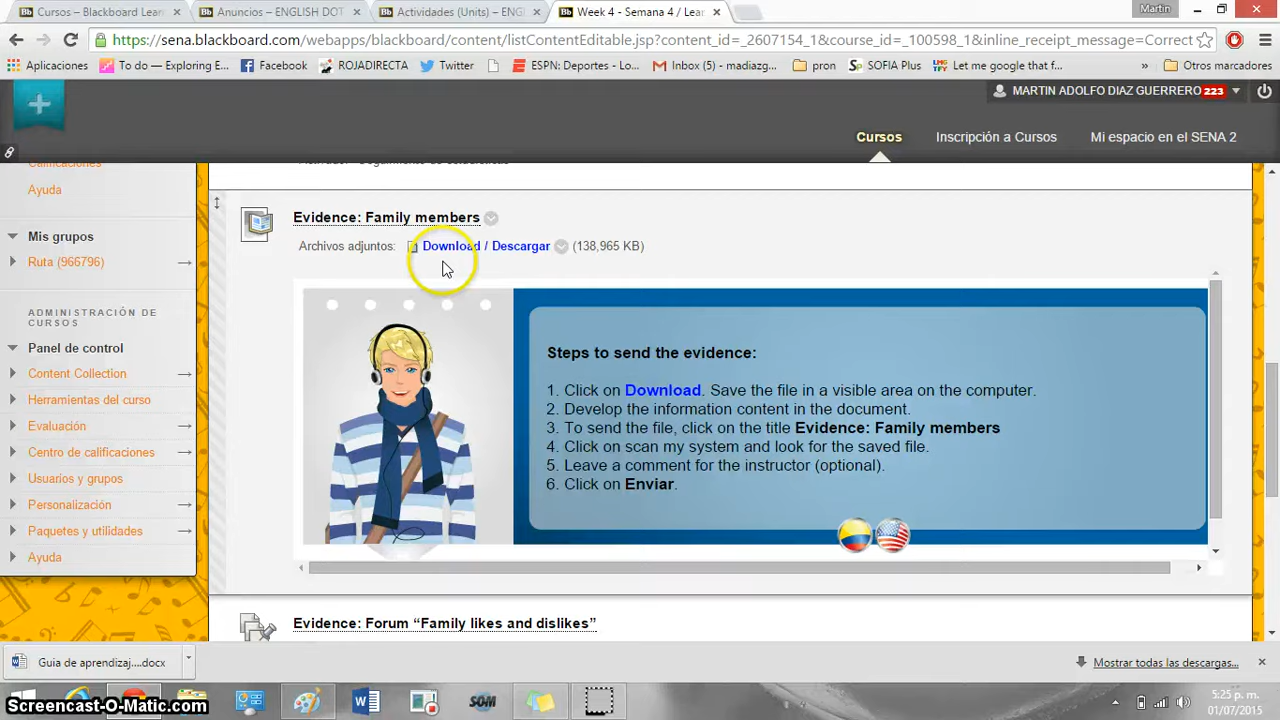 Cursos – Blackboard Lear
Anuncios – ENGLISH DOT
Actividades (Units) – ENG
Week 4 - Semana 4 / Lear
Martin
https://sena.blackboard.com/webapps/blackboard/content/listContentEditable.jsp?content_id=_2607154_1&course_id=_100598_1&inline_receipt_message=Correct
Aplicaciones
To do — Exploring E...
Facebook
ROJADIRECTA
Twitter
ESPN: Deportes - Lo...
Inbox (5) - madiazg...
pron
SOFIA Plus
Let me google that f...
»
Otros marcadores
MARTIN ADOLFO DIAZ GUERRERO 223
Cursos
Inscripción a Cursos
Mi espacio en el SENA 2
Calificaciones
Ayuda
Mis grupos
Ruta (966796)
ADMINISTRACIÓN DE
CURSOS
Panel de control
Content Collection
Herramientas del curso
Evaluación
Centro de calificaciones
Usuarios y grupos
Personalización
Paquetes y utilidades
Ayuda
Evidence: Family members
Archivos adjuntos: Download / Descargar (138,965 KB)
Steps to send the evidence:
1. Click on Download. Save the file in a visible area on the computer.
2. Develop the information content in the document.
3. To send the file, click on the title Evidence: Family members
4. Click on scan my system and look for the saved file.
5. Leave a comment for the instructor (optional).
6. Click on Enviar.
Evidence: Forum “Family likes and dislikes”
Guia de aprendizaj....docx
Mostrar todas las descargas...
SOM
Screencast-O-Matic.com
5:25 p. m.
01/07/2015